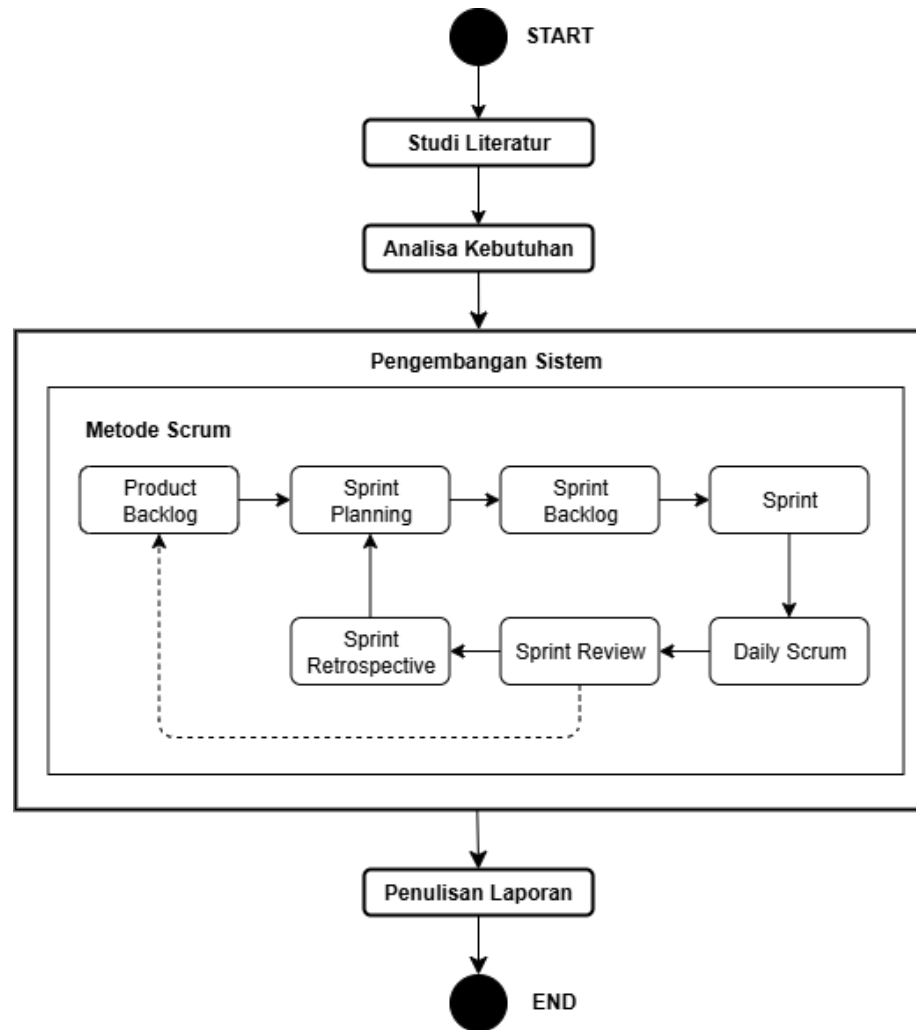 START
Studi Literatur
Analisa Kebutuhan
Pengembangan Sistem
Metode Scrum
Product
Backlog
Sprint
Planning
Sprint
Backlog
Sprint
Sprint
Retrospective
Sprint Review
Daily Scrum
Penulisan Laporan
END